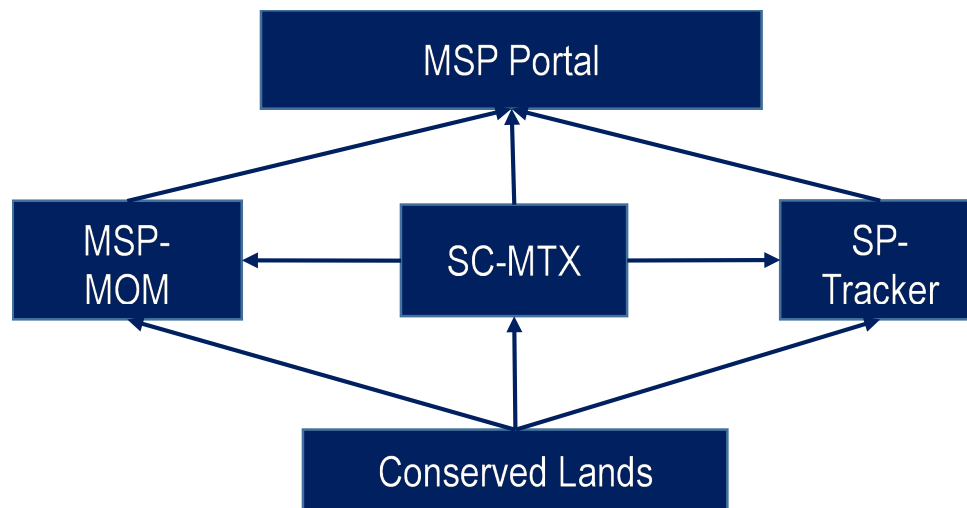 MSP Portal
MSP-
MOM
SC-MTX
SP-
Tracker
Conserved Lands